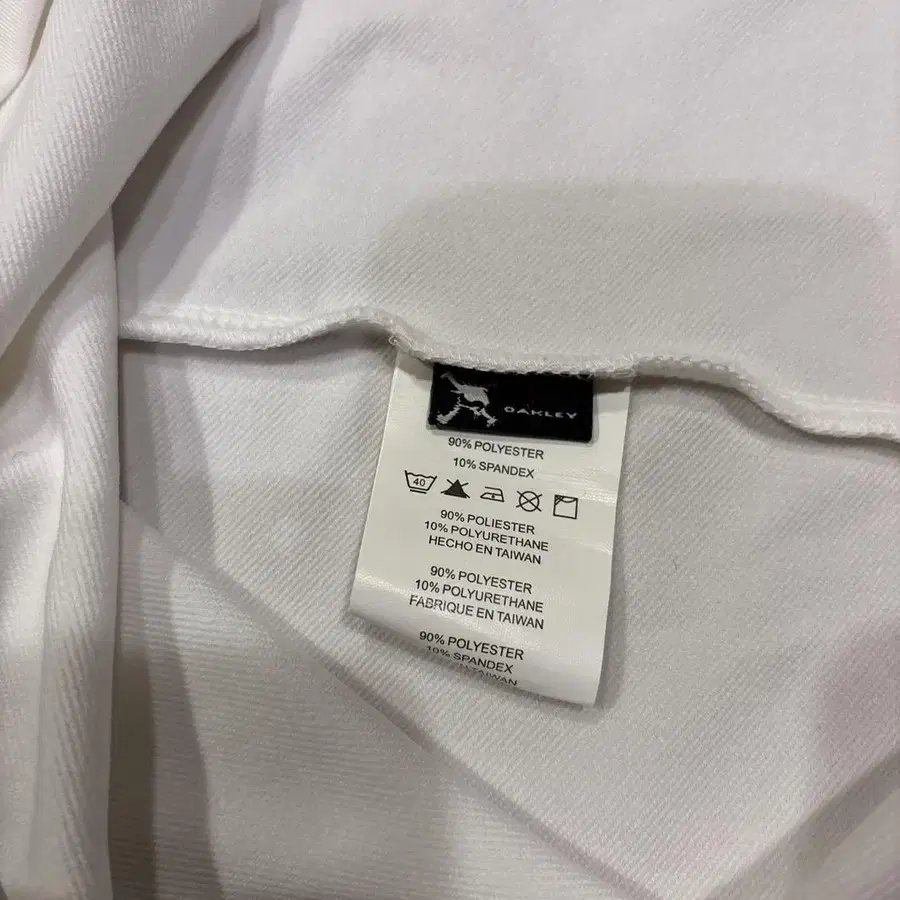 OAKLEY
90% POLYESTER
10% SPANDEX
40
90% POLIESTER
10% POLYURETHANE
HECHO EN TAIWAN
90% POLYESTER
10% POLYURETHANE
FABRIQUE EN TAIWAN
90% POLYESTER
10% SPANDEX
TAIWAN